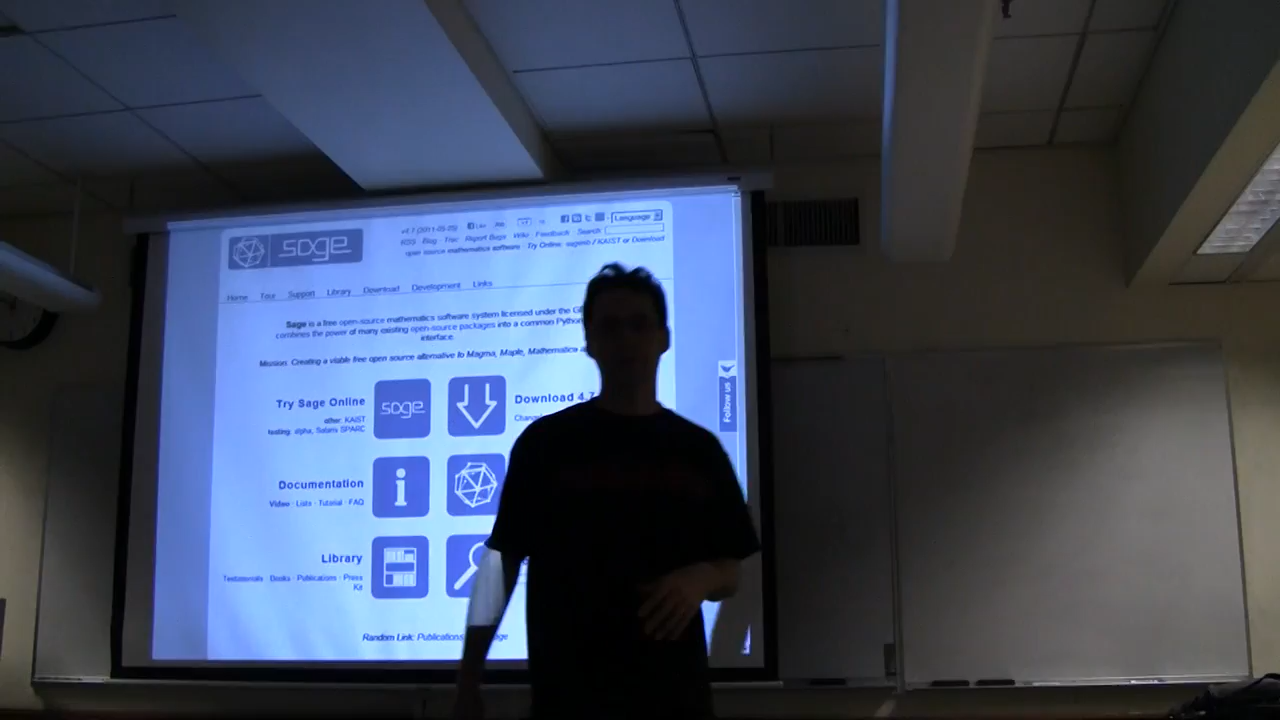 sage
v4.7 (2011-05-23) Like
Language
RSS · Blog · Trac · Report Bugs · Wiki · Feedback Search
open source mathematics software Try Online: sagenb / KAIST or Download
Home Tour Support Library Download Development Links
Sage is a free open-source mathematics software system licensed under the
combines the power of many existing open-source packages into a common Python
interface.
Mission: Creating a viable free open source alternative to Magma, Maple, Mathematica
Try Sage Online
other: KAIST
testing: alpha, Solaris SPARC
sage
Download 4.7
Follow us
Documentation
Video · Lists · Tutorial · FAQ
i
Library
Testimonials · Books · Publications · Press
Kit
Random Link: Publications